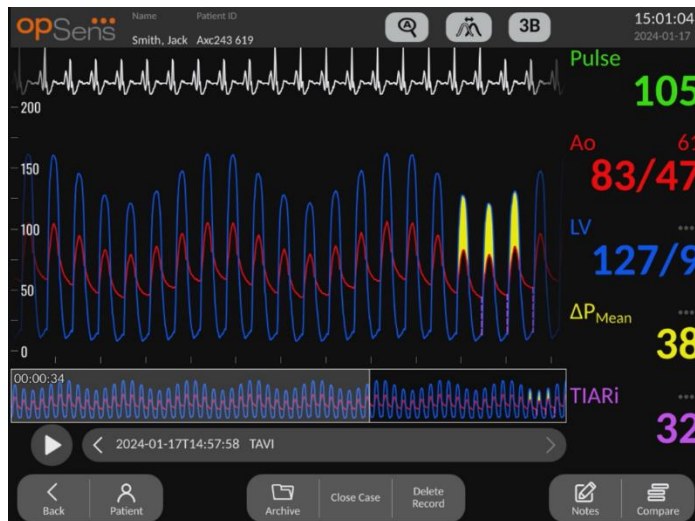 opSens
Name Patient ID
Smith, Jack Axc243 619
3B
15:01:04
2024-01-17
Pulse
105
200
150
100
50
0
Ao 61
83/47
LV
127/9
ΔPMean
38
TIARi
32
00:00:34
2024-01-17T14:57:58 TAVI
Back
Patient
Archive
Close Case
Delete
Record
Notes
Compare